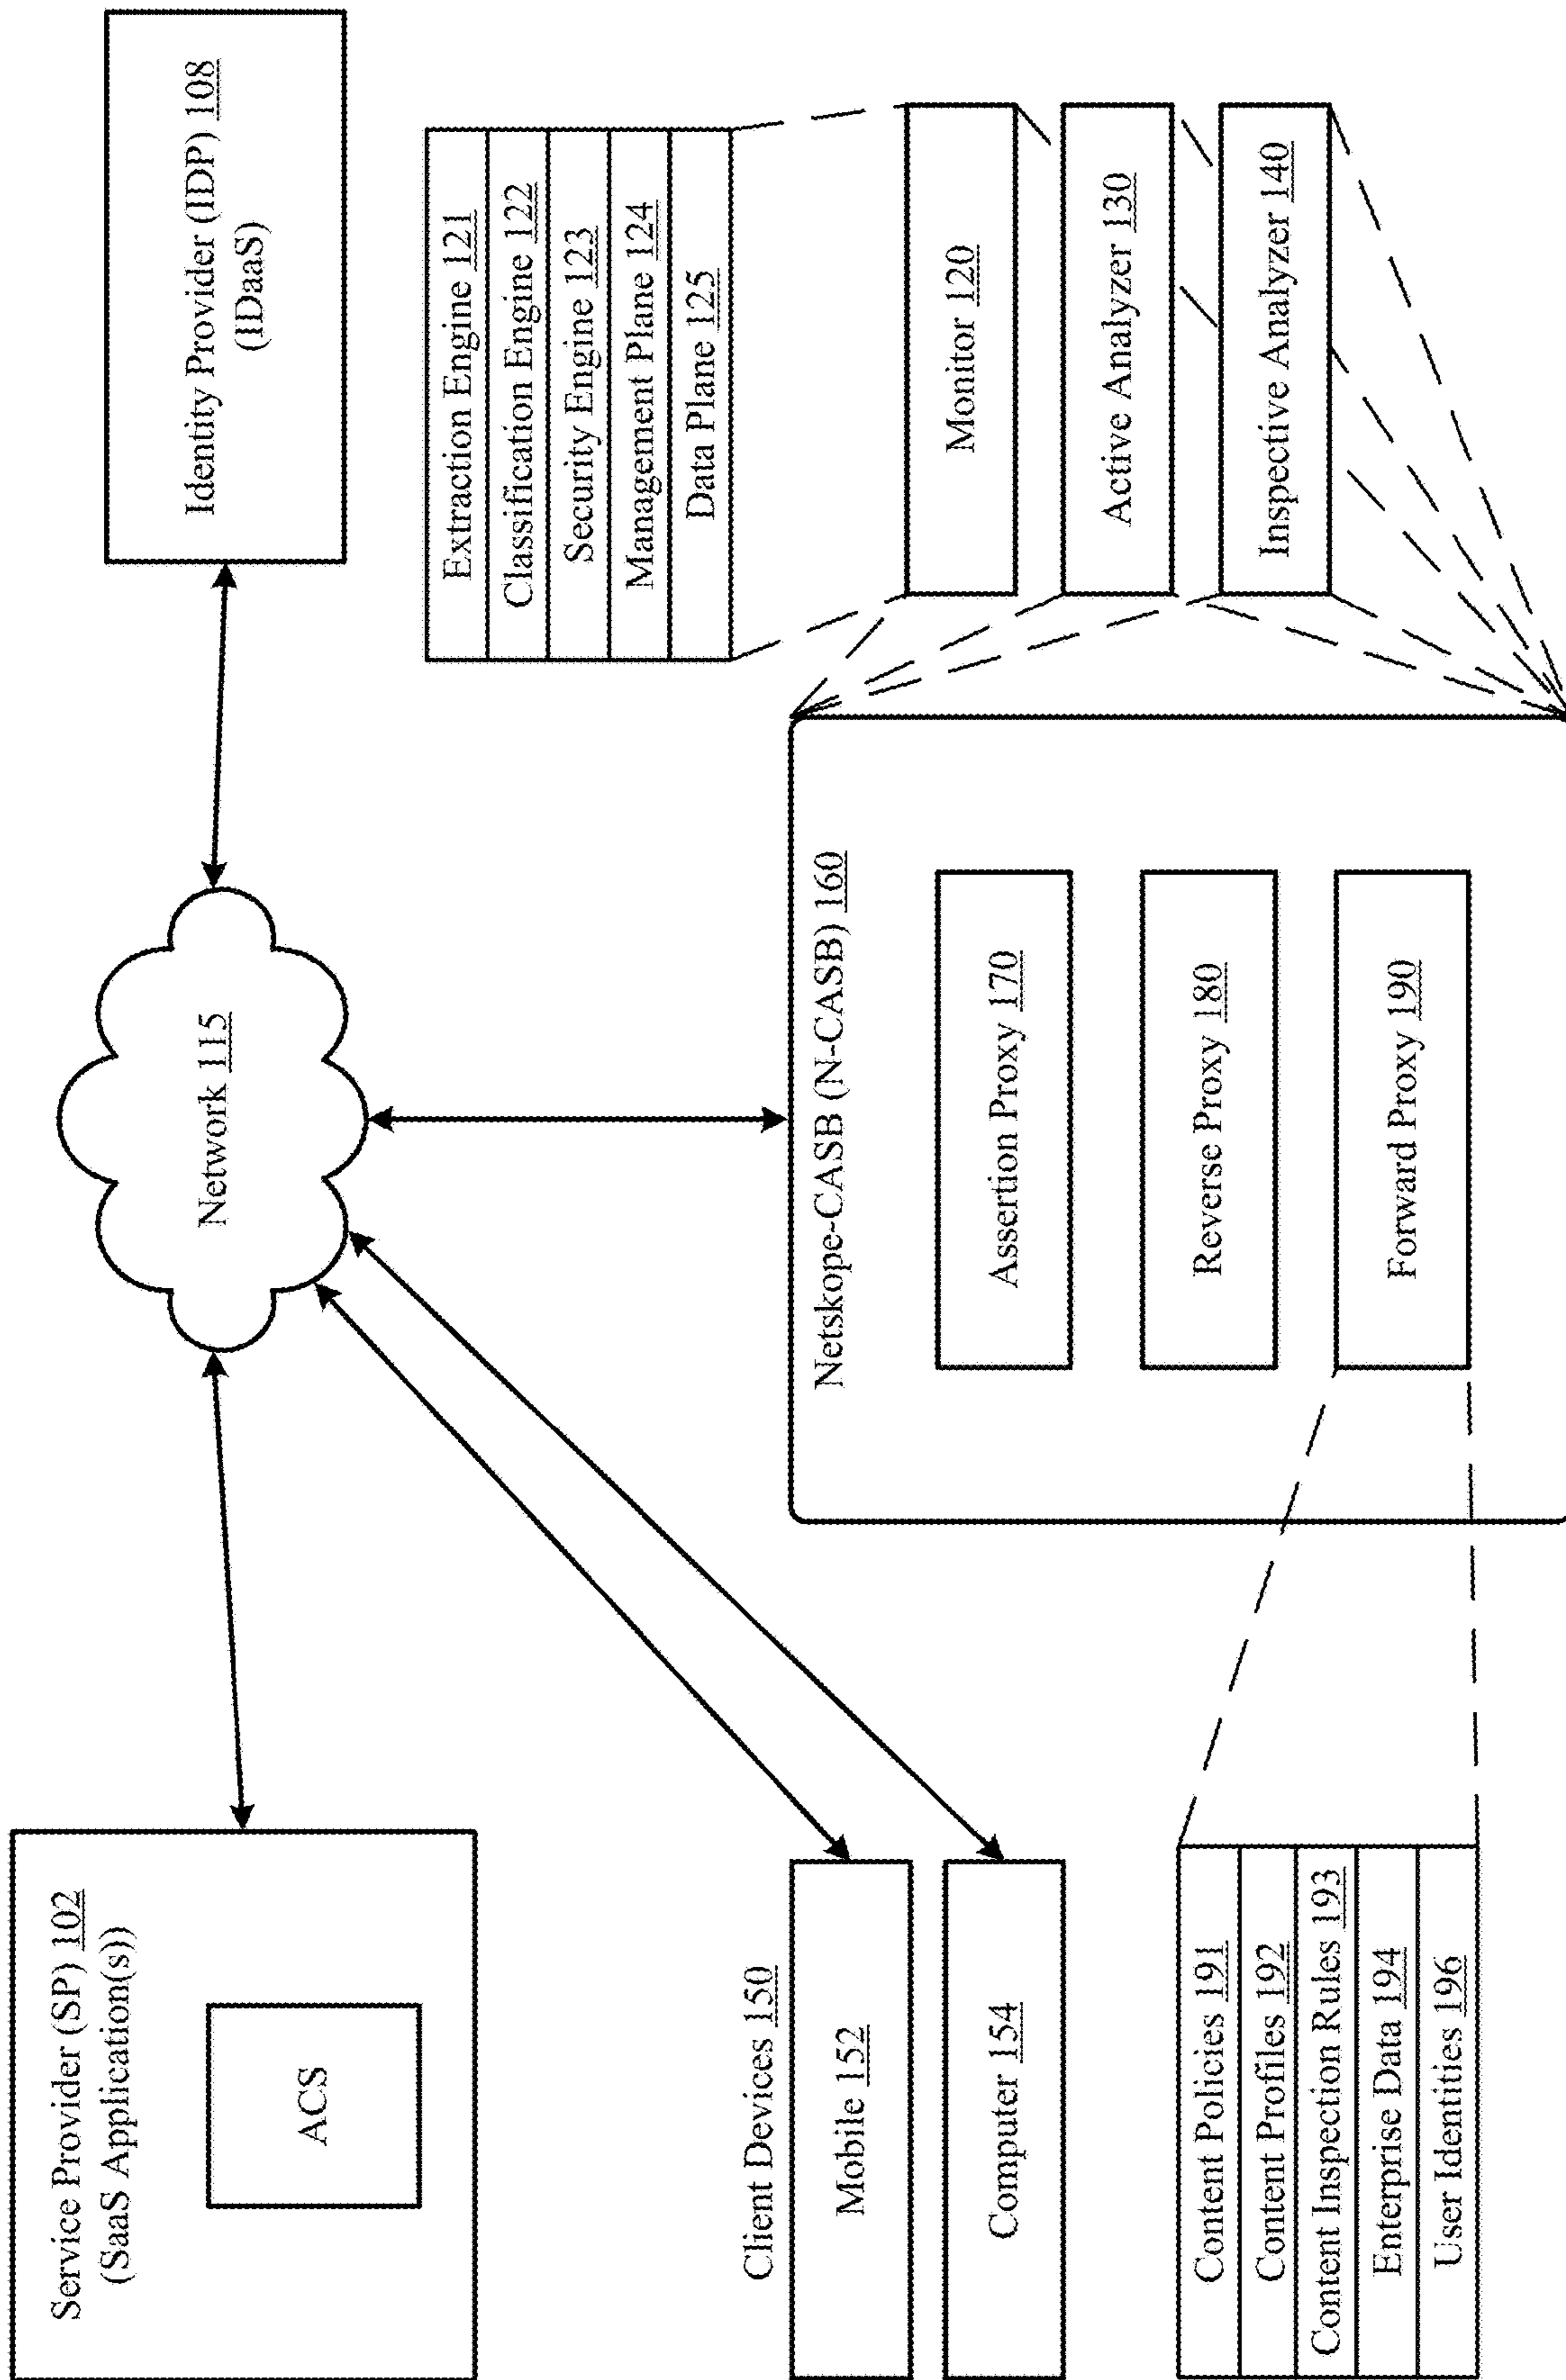 Service Provider (SP) 102
(SaaS Application(s))
ACS
Network 115
Identity Provider (IDP) 108
(IDaaS)
Client Devices 150
Mobile 152
Computer 154
Content Policies 191
Content Profiles 192
Content Inspection Rules 193
Enterprise Data 194
User Identities 196
Netskope-CASB (N-CASB) 160
Assertion Proxy 170
Reverse Proxy 180
Forward Proxy 190
Extraction Engine 121
Classification Engine 122
Security Engine 123
Management Plane 124
Data Plane 125
Monitor 120
Active Analyzer 130
Inspective Analyzer 140